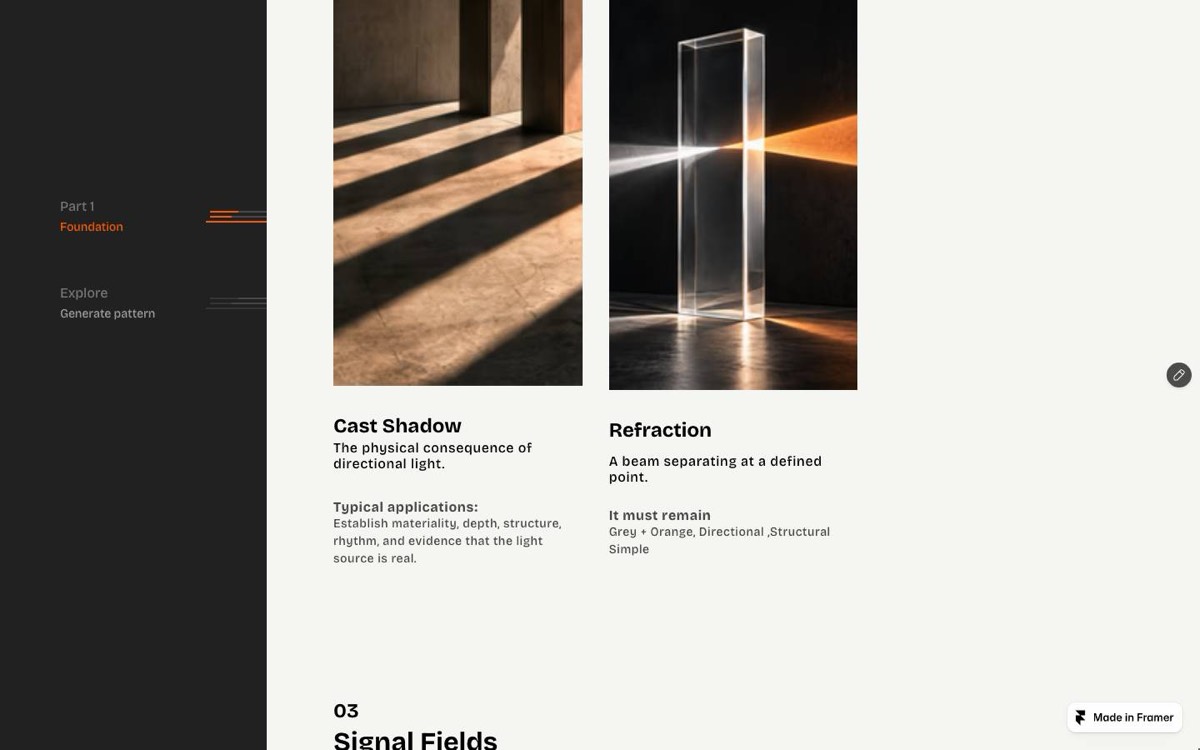 Part 1
Foundation
Explore
Generate pattern
Cast Shadow
The physical consequence of
directional light.
Typical applications:
Establish materiality, depth, structure,
rhythm, and evidence that the light
source is real.
Refraction
A beam separating at a defined
point.
It must remain
Grey + Orange, Directional ,Structural
Simple
03
Signal Fields
Made in Framer